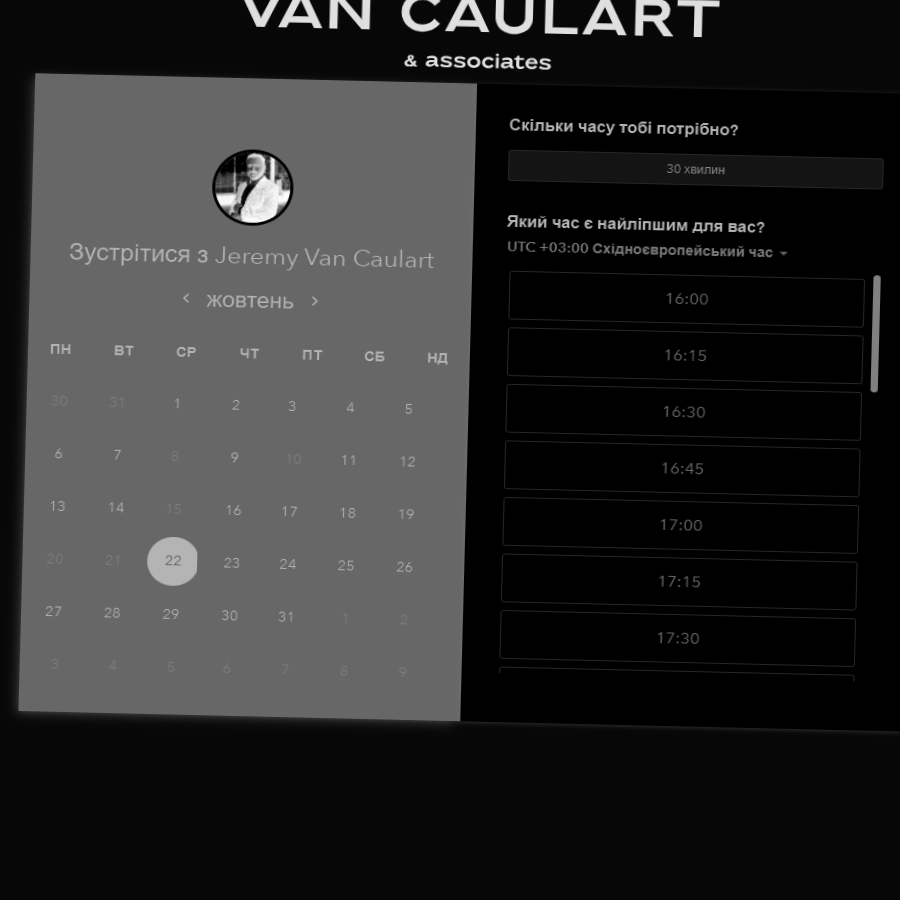 VAN CAULART
& associates
Зустрітися з Jeremy Van Caulart
жовтень
ПН ВТ СР ЧТ ПТ СБ НД
30 31 1 2 3 4 5
6 7 8 9 10 11 12
13 14 15 16 17 18 19
20 21 22 23 24 25 26
27 28 29 30 31 1 2
3 4 5 6 7 8 9
Скільки часу тобі потрібно?
30 хвилин
Який час є найліпшим для вас?
UTC +03:00 Східноєвропейський час
16:00
16:15
16:30
16:45
17:00
17:15
17:30